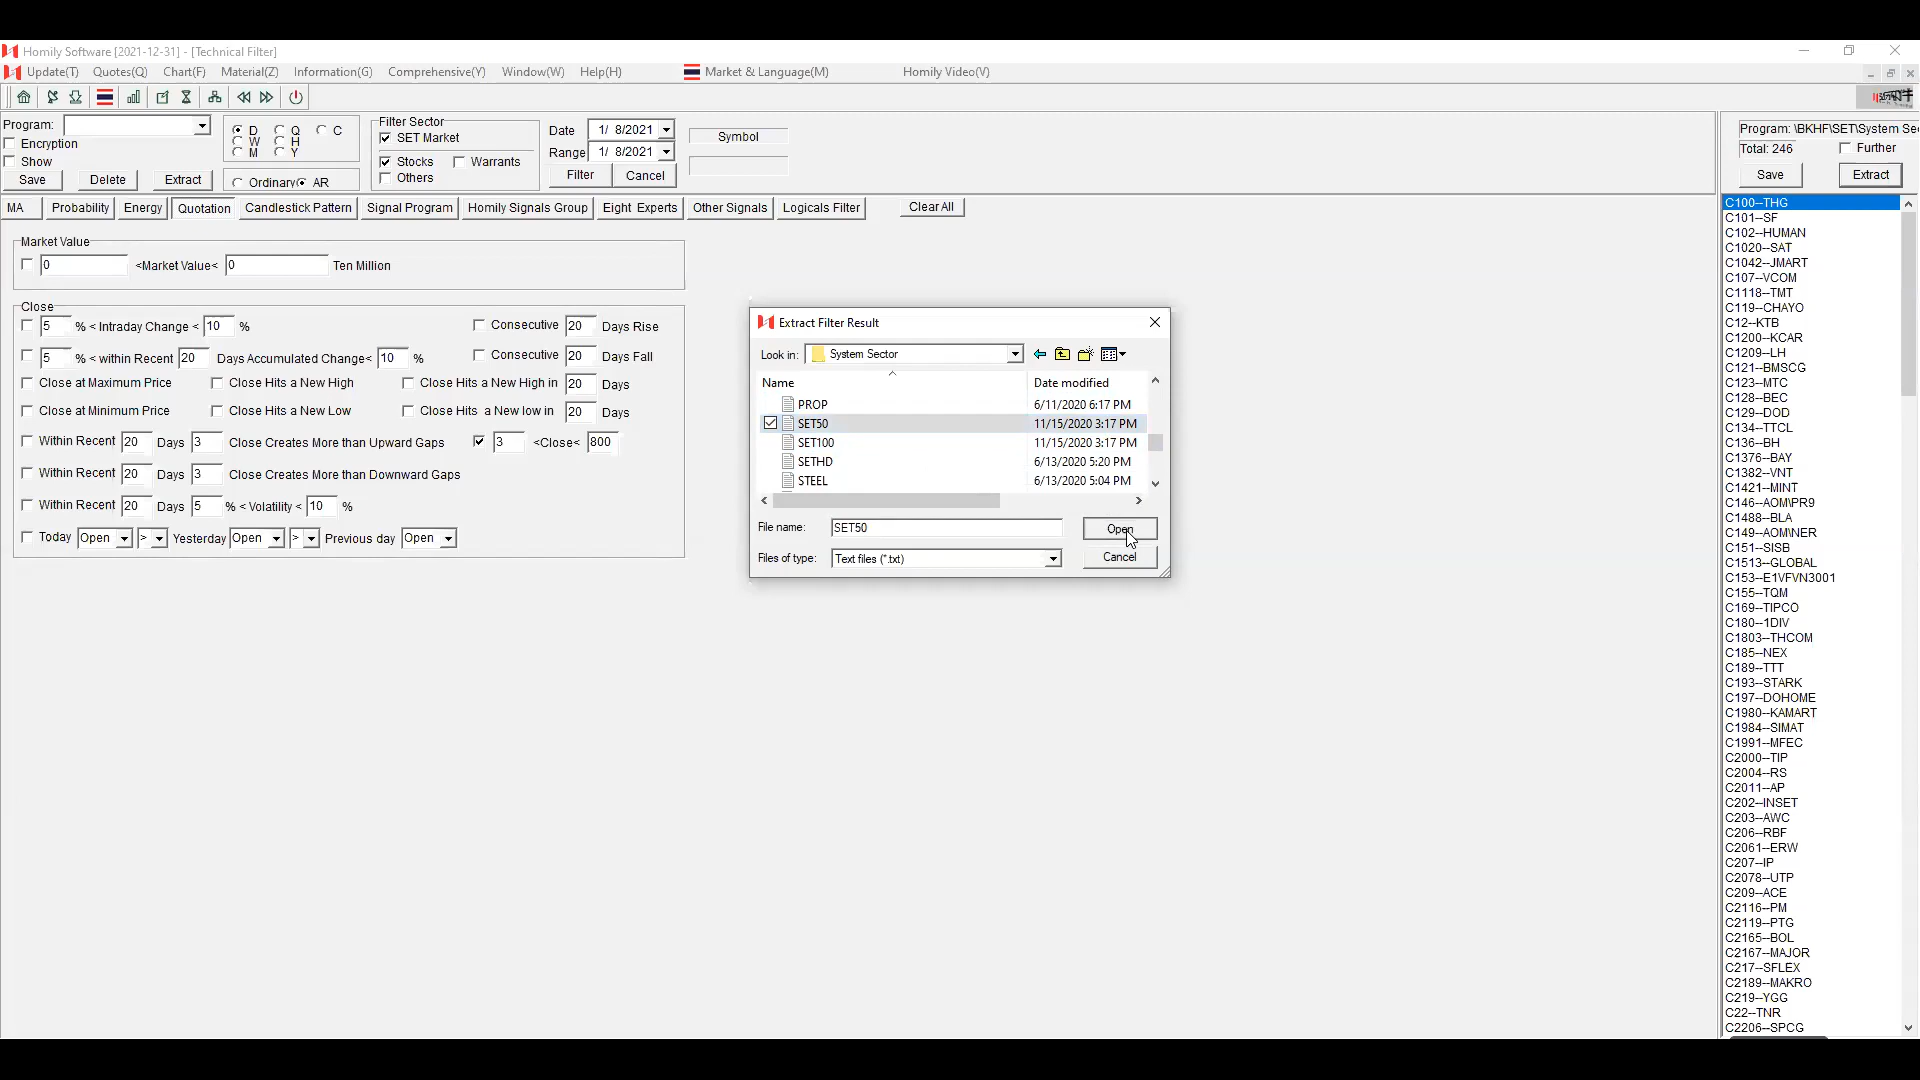 Homily Software [2021-12-31] - [Technical Filter]
Update(T) Quotes(Q) Chart(F) Material(Z) Information(G) Comprehensive(Y) Window(W) Help(H) Market & Language(M) Homily Video(V)
Program:
Encryption
Show
Save Delete Extract
D Q C
W H
M Y
Ordinary AR
Filter Sector
SET Market
Stocks Warrants
Others
Date 1/ 8/2021
Range 1/ 8/2021
Filter Cancel
Symbol
MA Probability Energy Quotation Candlestick Pattern Signal Program Homily Signals Group Eight Experts Other Signals Logicals Filter Clear All
Market Value
0 <Market Value< 0 Ten Million
Close
5 % < Intraday Change < 10 % Consecutive 20 Days Rise
5 % < within Recent 20 Days Accumulated Change< 10 % Consecutive 20 Days Fall
Close at Maximum Price Close Hits a New High Close Hits a New High in 20 Days
Close at Minimum Price Close Hits a New Low Close Hits a New low in 20 Days
Within Recent 20 Days 3 Close Creates More than Upward Gaps 3 <Close< 800
Within Recent 20 Days 3 Close Creates More than Downward Gaps
Within Recent 20 Days 5 % < Volatility < 10 %
Today Open > Yesterday Open > Previous day Open
Extract Filter Result
Look in: System Sector
Name Date modified
PROP 6/11/2020 6:17 PM
SET50 11/15/2020 3:17 PM
SET100 11/15/2020 3:17 PM
SETHD 6/13/2020 5:20 PM
STEEL 6/13/2020 5:04 PM
File name: SET50 Open
Files of type: Text files (*.txt) Cancel
Program: \BKHF\SET\System Sec
Total: 246 Further
Save Extract
C100--THG
C101--SF
C102--HUMAN
C1020--SAT
C1042--JMART
C107--VCOM
C1118--TMT
C119--CHAYO
C12--KTB
C1200--KCAR
C1209--LH
C121--BMSCG
C123--MTC
C128--BEC
C129--DOD
C134--TTCL
C136--BH
C1376--BAY
C1382--VNT
C1421--MINT
C146--AOM\PR9
C1488--BLA
C149--AOM\NER
C151--SISB
C1513--GLOBAL
C153--E1VFVN3001
C155--TQM
C169--TIPCO
C180--1DIV
C1803--THCOM
C185--NEX
C189--TTT
C193--STARK
C197--DOHOME
C1980--KAMART
C1984--SIMAT
C1991--MFEC
C2000--TIP
C2004--RS
C2011--AP
C202--INSET
C203--AWC
C206--RBF
C2061--ERW
C207--IP
C2078--UTP
C209--ACE
C2116--PM
C2119--PTG
C2165--BOL
C2167--MAJOR
C217--SFLEX
C2189--MAKRO
C219--YGG
C22--TNR
C2206--SPCG